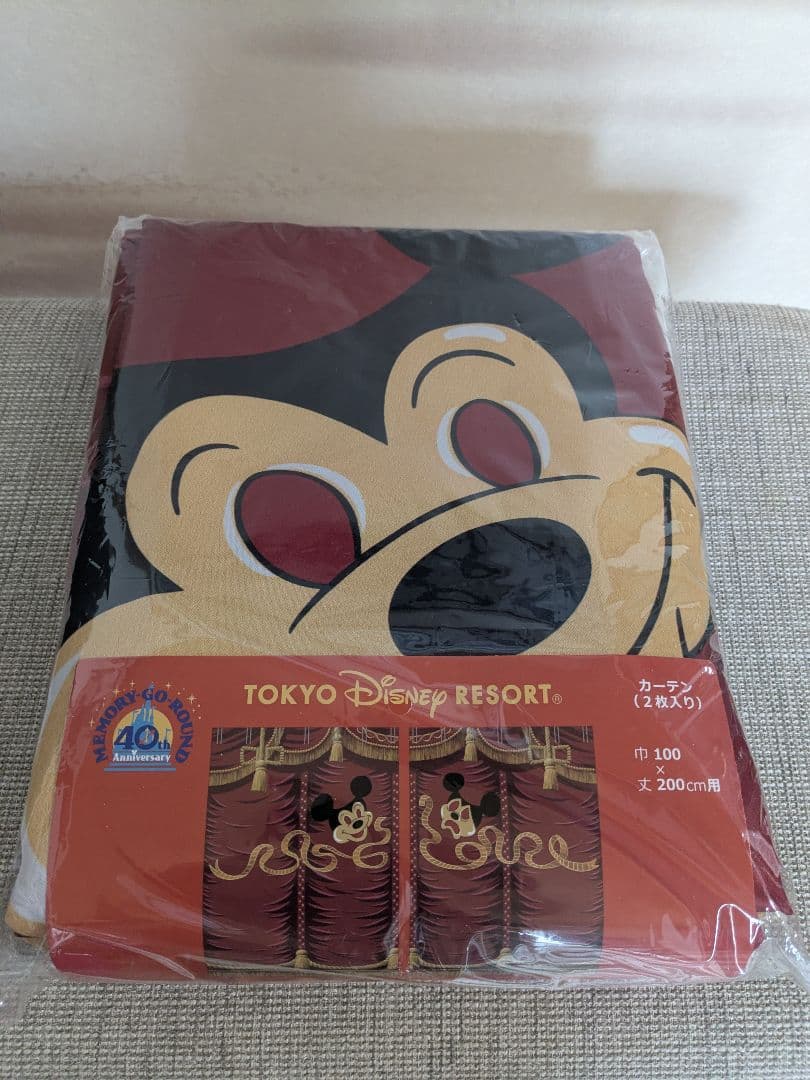 MEMORY-GO-ROUND
40th
Anniversary
TOKYO Disney RESORT®
カーテン
(2枚入り)
巾 100
×
丈 200cm用